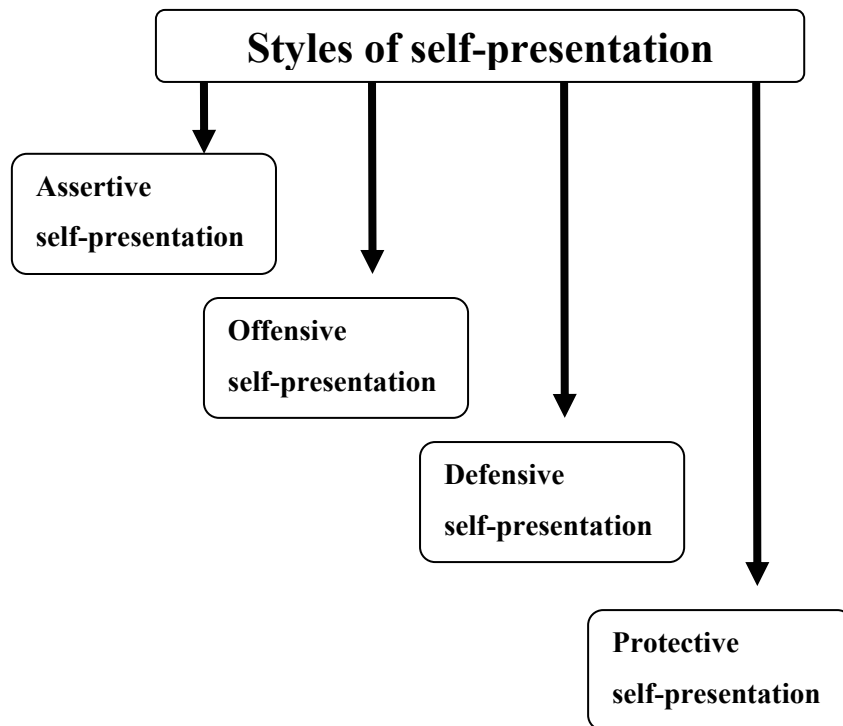 Styles of self-presentation
Assertive
self-presentation
Offensive
self-presentation
Defensive
self-presentation
Protective
self-presentation